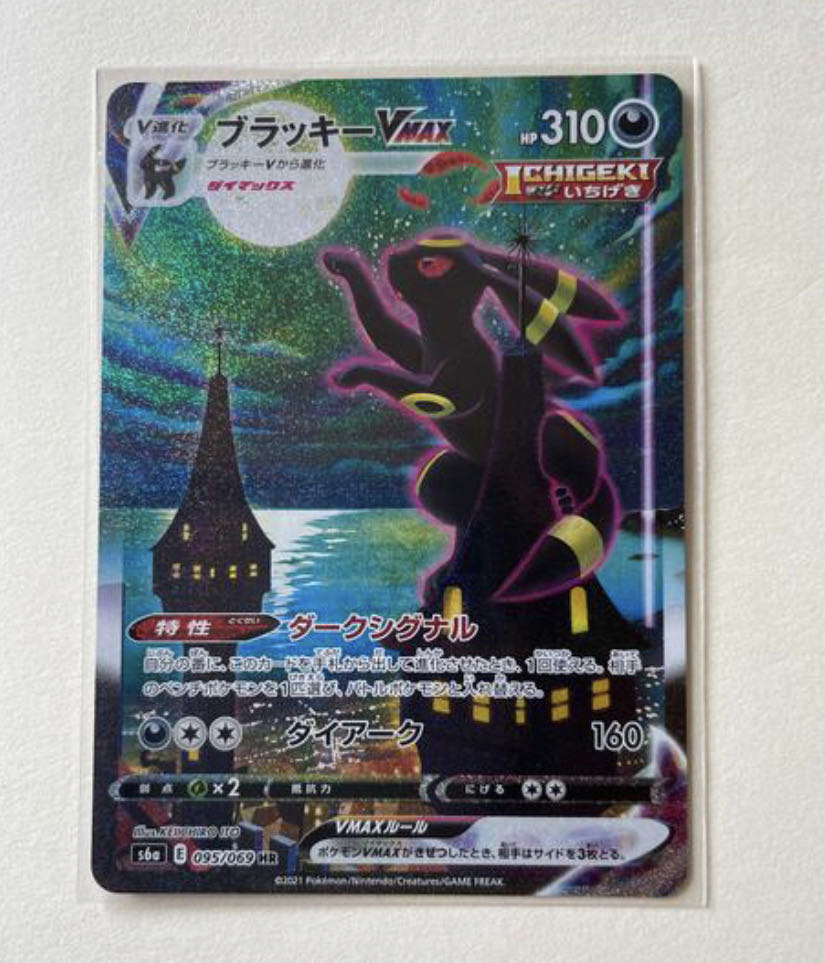 V進化
ブラッキーVMAX
HP310
ブラッキーVから進化
ダイマックス
ICHIGEKI
いちげき
特性 とくせい ダークシグナル
自分の番に、このカードを手札から出して進化させたとき、1回使える。相手
のベンチポケモンを1匹選び、バトルポケモンと入れ替える。
ダイアーク 160
弱点 ×2 抵抗力 にげる
Illus. KEIICHIRO ITO
VMAXルール
s6a E 095/069 HR
ポケモンVMAXがきぜつしたとき、相手はサイドを3枚とる。
©2021 Pokémon/Nintendo/Creatures/GAME FREAK.